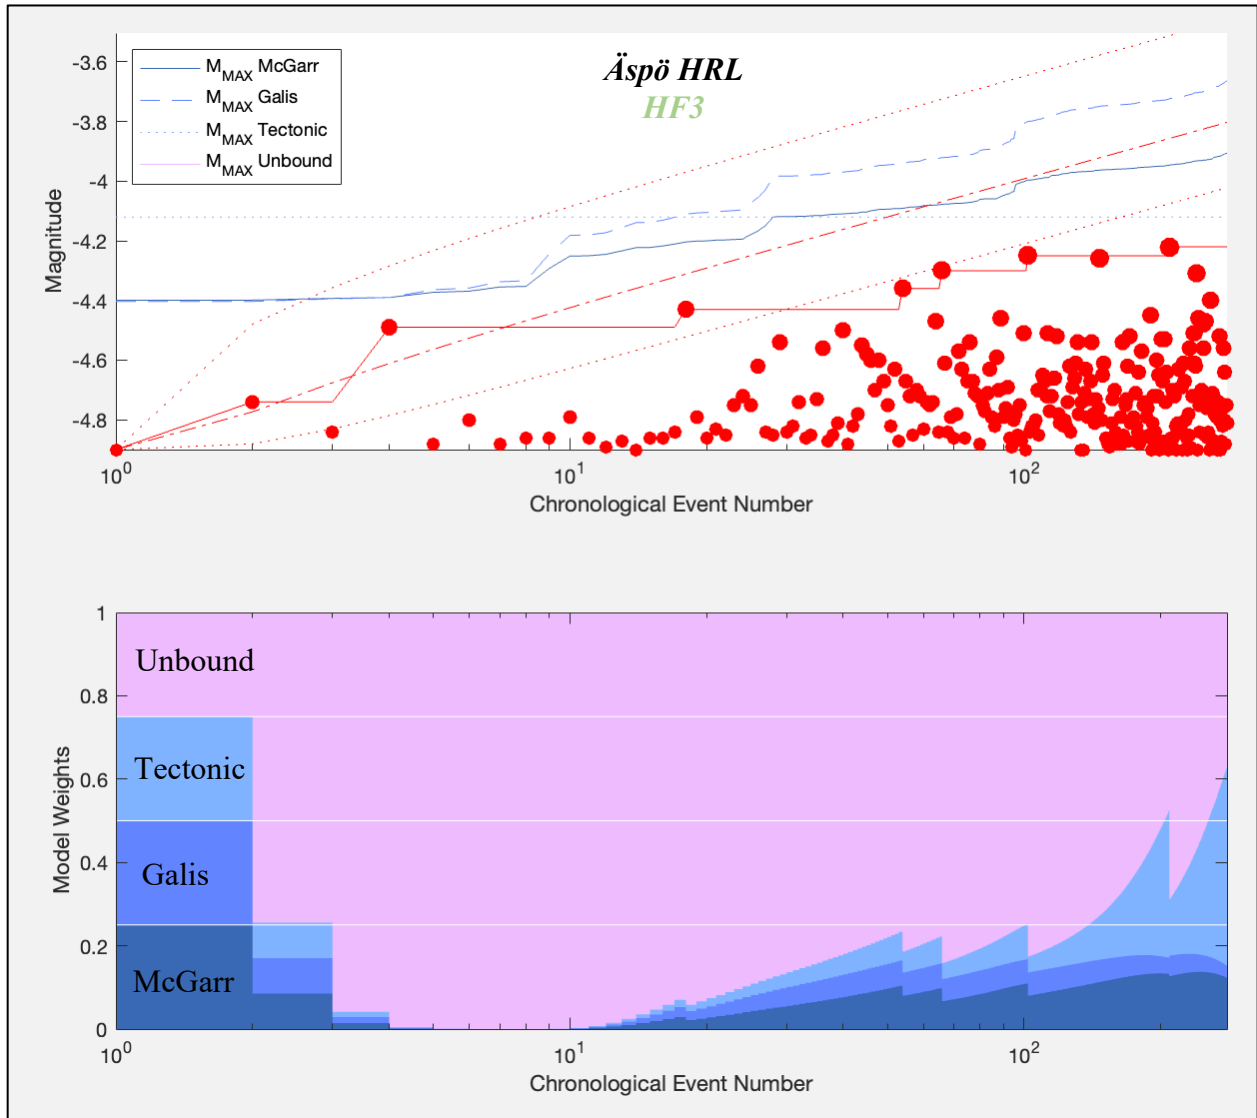 Äspö HRL
HF3
M_MAX McGarr
M_MAX Galis
M_MAX Tectonic
M_MAX Unbound
Magnitude
-3.6
-3.8
-4
-4.2
-4.4
-4.6
-4.8
10^0
10^1
10^2
Chronological Event Number
Model Weights
1
0.8
0.6
0.4
0.2
0
Unbound
Tectonic
Galis
McGarr
10^0
10^1
10^2
Chronological Event Number